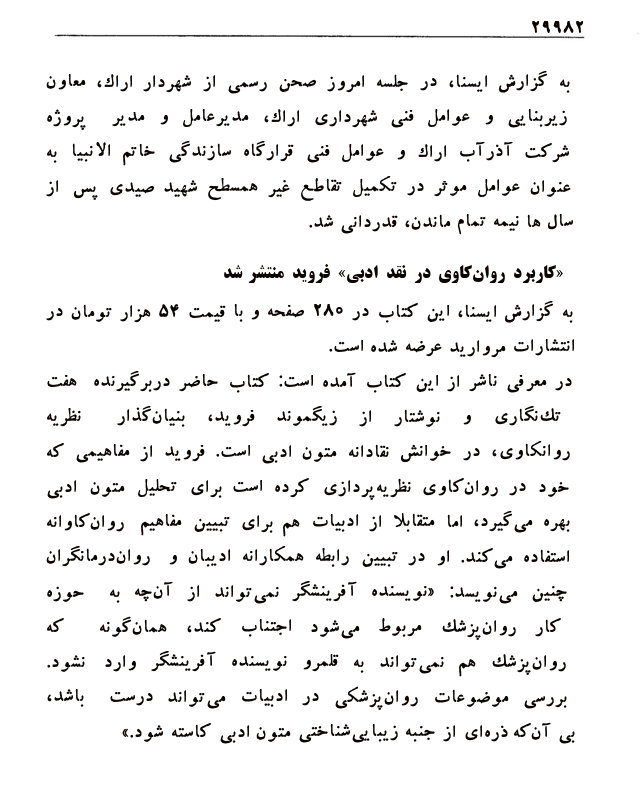 ۲۹۹۸۲
به گزارش ایسنا، در جلسه امروز صحن رسمی از شهردار اراك، معاون
زیربنایی و عوامل فنی شهرداری اراك، مدیرعامل و مدیر پروژه
شرکت آذرآب اراك و عوامل فنی قرارگاه سازندگی خاتم الانبیا به
عنوان عوامل موثر در تکمیل تقاطع غیر همسطح شهید صیدی پس از
سال ها نیمه تمام ماندن، قدردانی شد.
«کاربرد روان‌کاوی در نقد ادبی» فروید منتشر شد
به گزارش ایسنا، این کتاب در ۲۸۰ صفحه و با قیمت ۵۴ هزار تومان در
انتشارات مروارید عرضه شده است.
در معرفی ناشر از این کتاب آمده است: کتاب حاضر دربرگیرنده هفت
تك‌نگاری و نوشتار از زیگموند فروید، بنیان‌گذار نظریه
روانکاوی، در خوانش نقادانه متون ادبی است. فروید از مفاهیمی که
خود در روان‌کاوی نظریه‌پردازی کرده است برای تحلیل متون ادبی
بهره می‌گیرد، اما متقابلا از ادبیات هم برای تبیین مفاهیم روان‌کاوانه
استفاده می‌کند. او در تبیین رابطه همکارانه ادیبان و روان‌درمانگران
چنین می‌نویسد: «نویسنده آفرینشگر نمی‌تواند از آن‌چه به حوزه
کار روان‌پزشك مربوط می‌شود اجتناب کند، همان‌گونه که
روان‌پزشك هم نمی‌تواند به قلمرو نویسنده آفرینشگر وارد نشود.
بررسی موضوعات روان‌پزشکی در ادبیات می‌تواند درست باشد،
بی آن‌که ذره‌ای از جنبه زیبایی‌شناختی متون ادبی کاسته شود.»